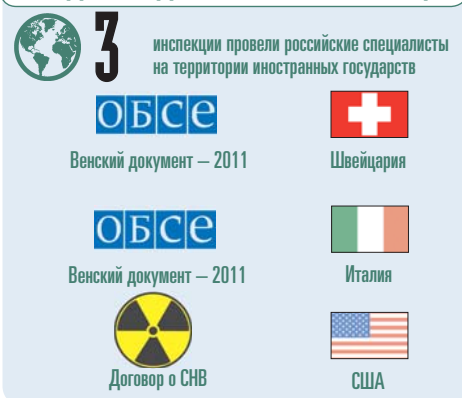 3
инспекции провели российские специалисты
на территории иностранных государств
ОБСЕ
Венский документ – 2011
Швейцария
ОБСЕ
Венский документ – 2011
Италия
Договор о СНВ
США